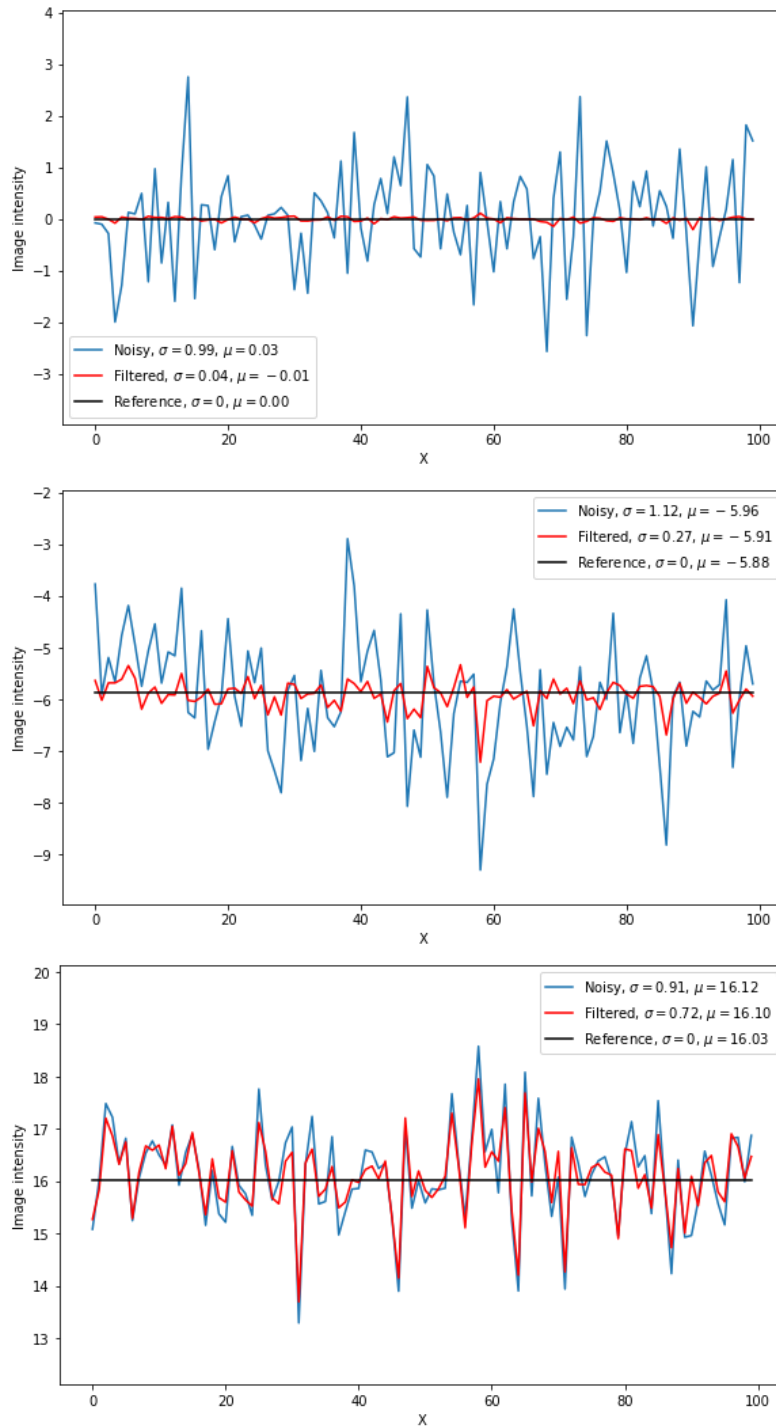 4
3
2
1
0
−1
−2
−3
Image intensity
Noisy, σ = 0.99, μ = 0.03
Filtered, σ = 0.04, μ = −0.01
Reference, σ = 0, μ = 0.00
0 20 40 60 80 100
X
−2
−3
−4
−5
−6
−7
−8
−9
Image intensity
Noisy, σ = 1.12, μ = −5.96
Filtered, σ = 0.27, μ = −5.91
Reference, σ = 0, μ = −5.88
0 20 40 60 80 100
X
20
19
18
17
16
15
14
13
Image intensity
Noisy, σ = 0.91, μ = 16.12
Filtered, σ = 0.72, μ = 16.10
Reference, σ = 0, μ = 16.03
0 20 40 60 80 100
X